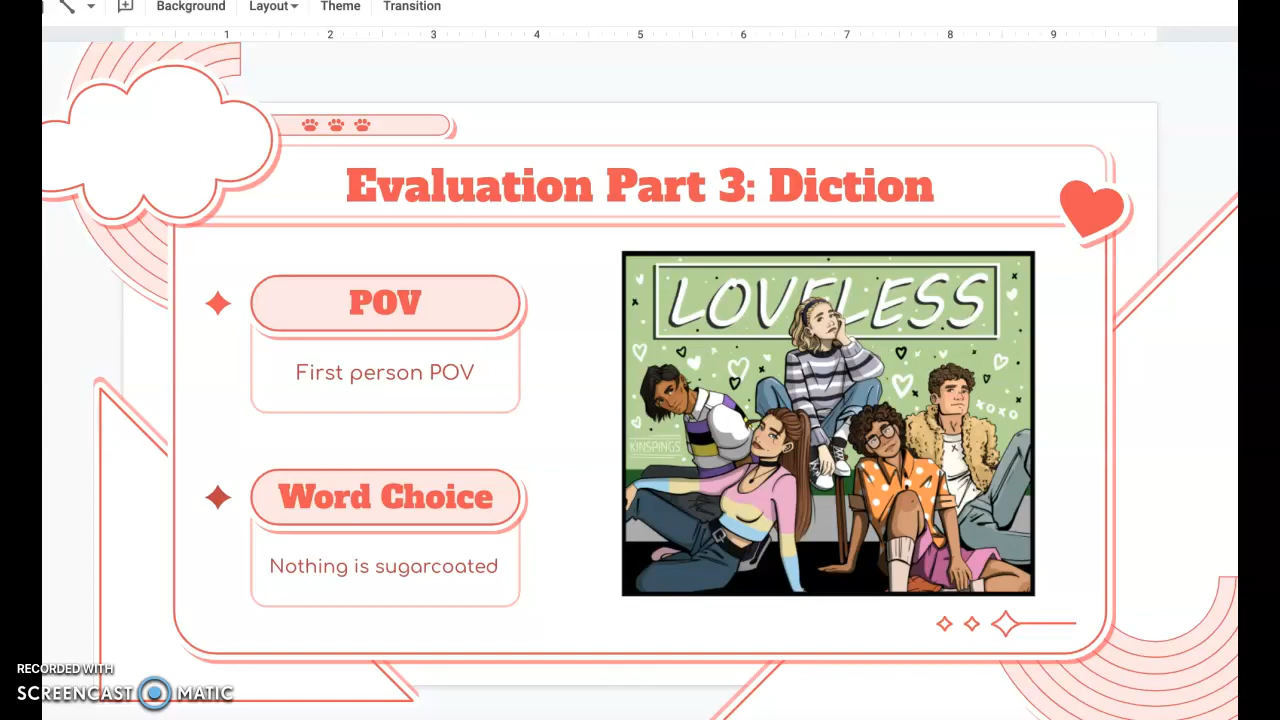 Background Layout Theme Transition
1 2 3 4 5 6 7 8 9
Evaluation Part 3: Diction
POV
First person POV
Word Choice
Nothing is sugarcoated
LOVELESS
XOXO
KINSPINGS
RECORDED WITH
SCREENCAST MATIC